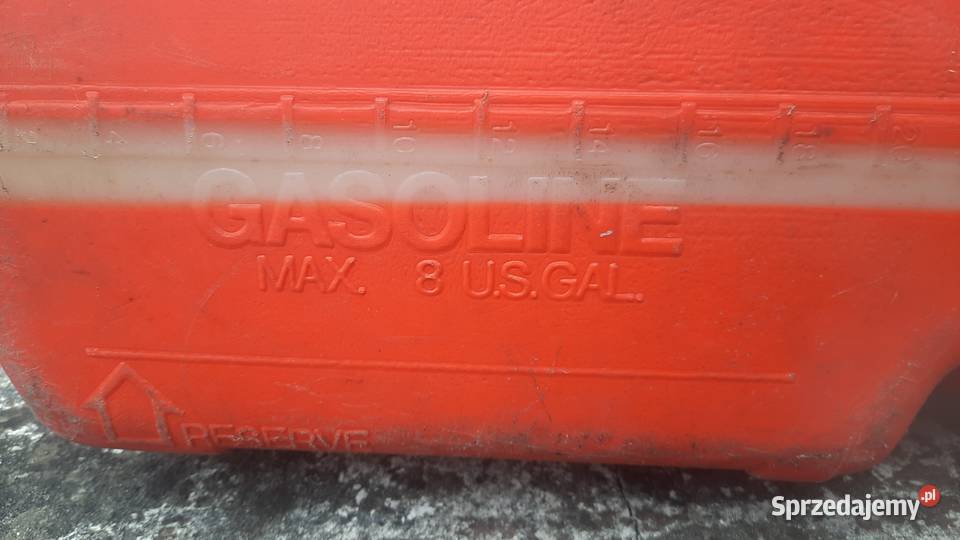 4 6 8 10 12 14 16 18 20
GASOLINE
MAX. 8 U.S.GAL.
RESERVE
Sprzedajemy.pl